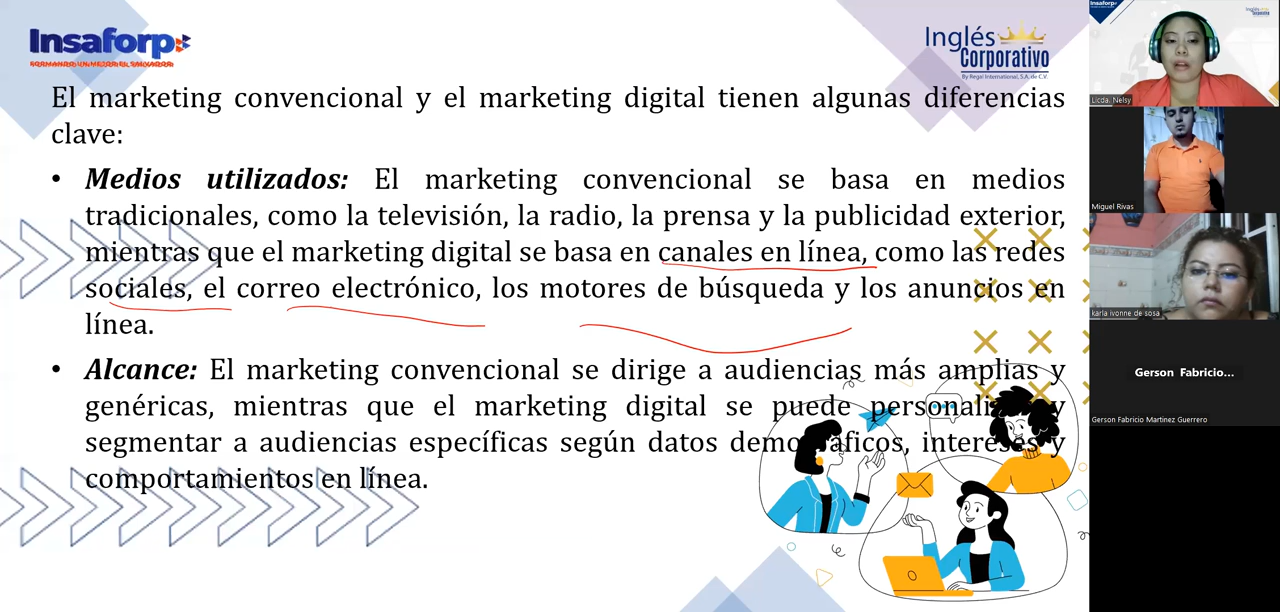 Insaforp
FORMANDO UN MEJOR EL SALVADOR
Inglés
Corporativo
By Regal International, S.A. de C.V.
El marketing convencional y el marketing digital tienen algunas diferencias
clave:
• Medios utilizados: El marketing convencional se basa en medios
tradicionales, como la televisión, la radio, la prensa y la publicidad exterior,
mientras que el marketing digital se basa en canales en línea, como las redes
sociales, el correo electrónico, los motores de búsqueda y los anuncios en
línea.
• Alcance: El marketing convencional se dirige a audiencias más amplias y
genéricas, mientras que el marketing digital se puede y
segmentar a audiencias específicas según datos demográficos, intereses y
comportamientos en línea.
Insaforp
Licda. Nelsy
Miguel Rivas
karla ivonne de sosa
Gerson Fabricio...
Gerson Fabricio Martinez Guerrero